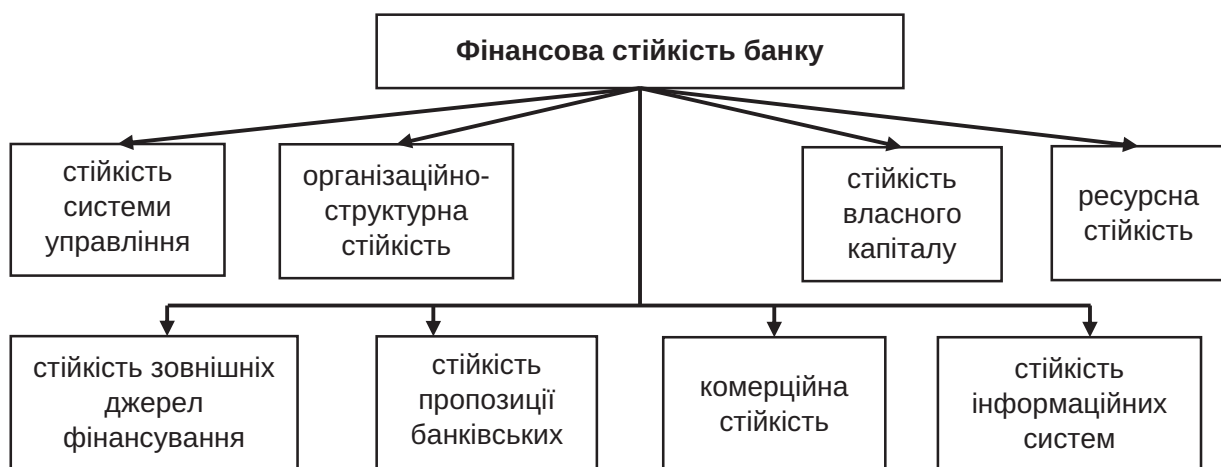 Фінансова стійкість банку
стійкість
системи
управління
організаційно-
структурна
стійкість
стійкість
власного
капіталу
ресурсна
стійкість
стійкість зовнішніх
джерел
фінансування
стійкість
пропозиції
банківських
комерційна
стійкість
стійкість
інформаційних
систем